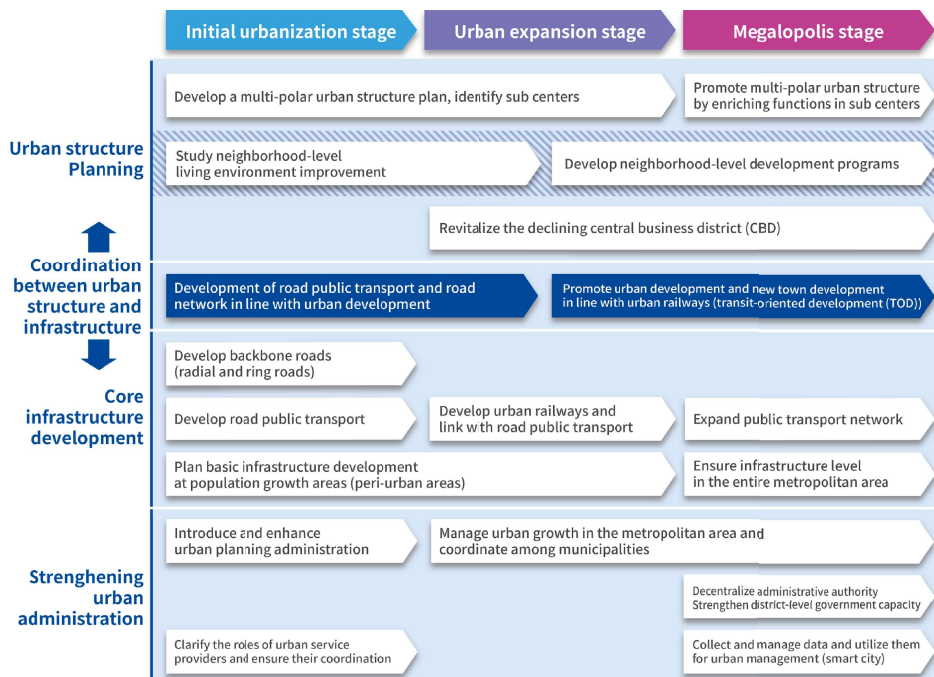 Initial urbanization stage
Urban expansion stage
Megalopolis stage
Urban structure
Planning
Develop a multi-polar urban structure plan, identify sub centers
Promote multi-polar urban structure
by enriching functions in sub centers
Study neighborhood-level
living environment improvement
Develop neighborhood-level development programs
Revitalize the declining central business district (CBD)
Coordination
between urban
structure and
infrastructure
Development of road public transport and road
network in line with urban development
Promote urban development and new town development
in line with urban railways (transit-oriented development (TOD))
Core
infrastructure
development
Develop backbone roads
(radial and ring roads)
Develop road public transport
Develop urban railways and
link with road public transport
Expand public transport network
Plan basic infrastructure development
at population growth areas (peri-urban areas)
Ensure infrastructure level
in the entire metropolitan area
Strenghening
urban
administration
Introduce and enhance
urban planning administration
Manage urban growth in the metropolitan area and
coordinate among municipalities
Decentralize administrative authority
Strengthen district-level government capacity
Clarify the roles of urban service
providers and ensure their coordination
Collect and manage data and utilize them
for urban management (smart city)